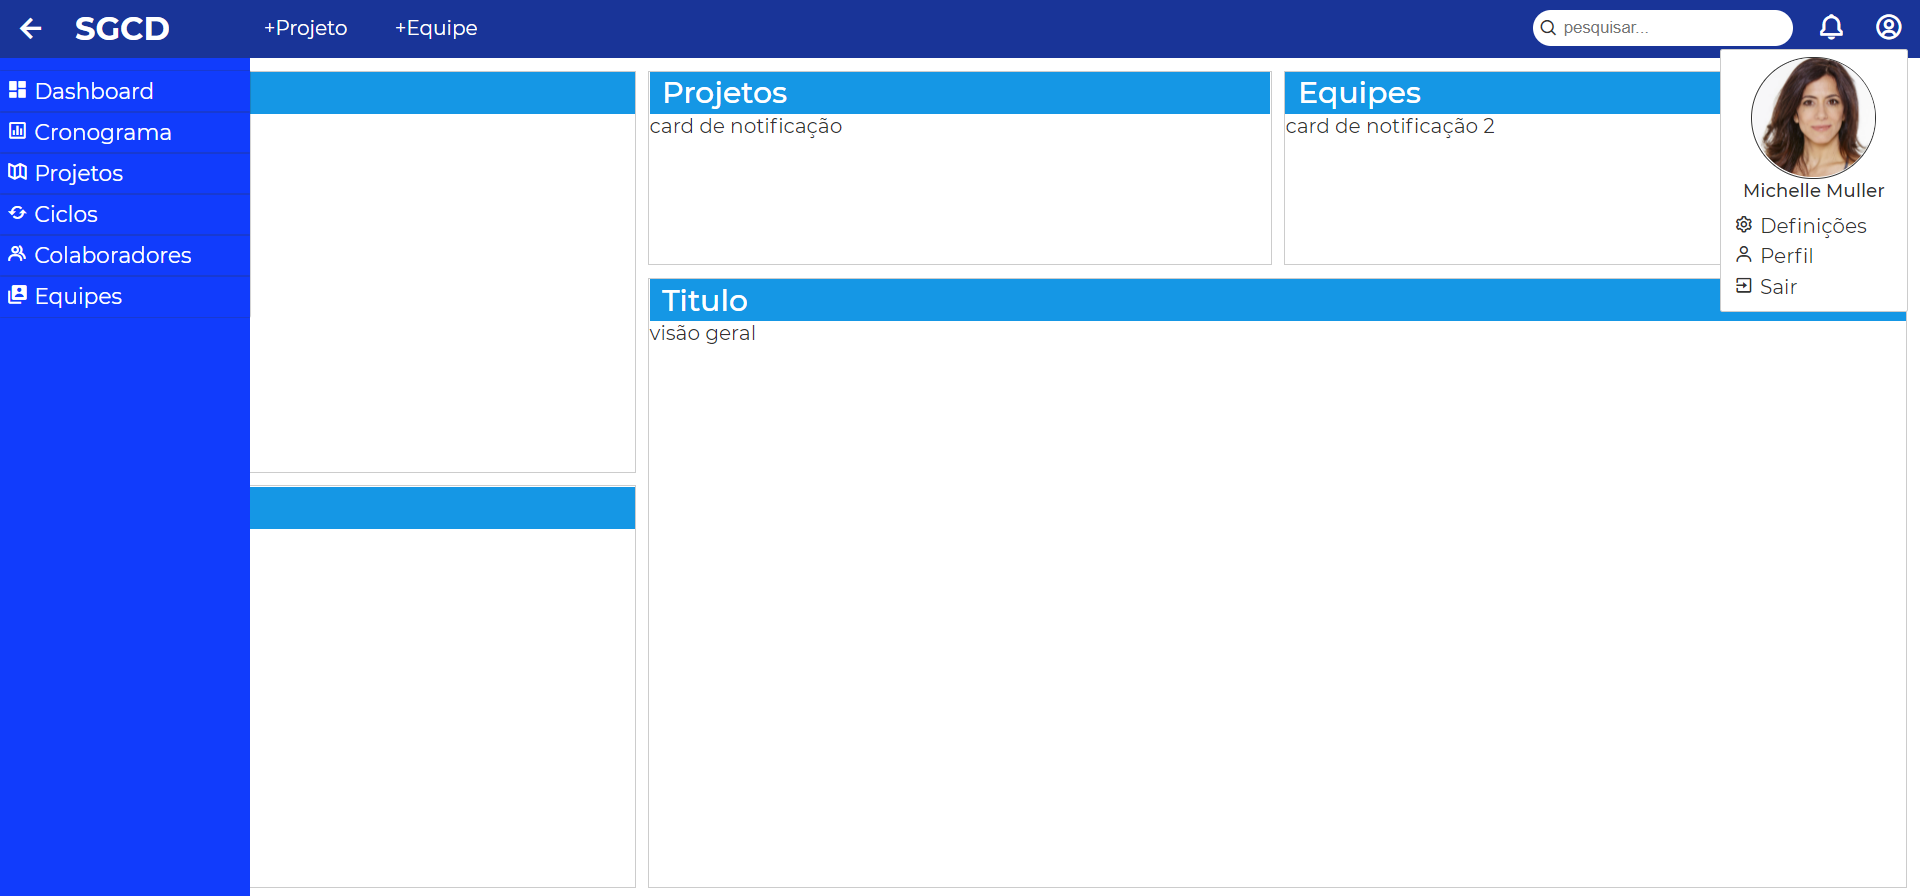 SGCD
+Projeto
+Equipe
pesquisar...
Dashboard
Cronograma
Projetos
Ciclos
Colaboradores
Equipes
Projetos
card de notificação
Equipes
card de notificação 2
Titulo
visão geral
Michelle Muller
Definições
Perfil
Sair